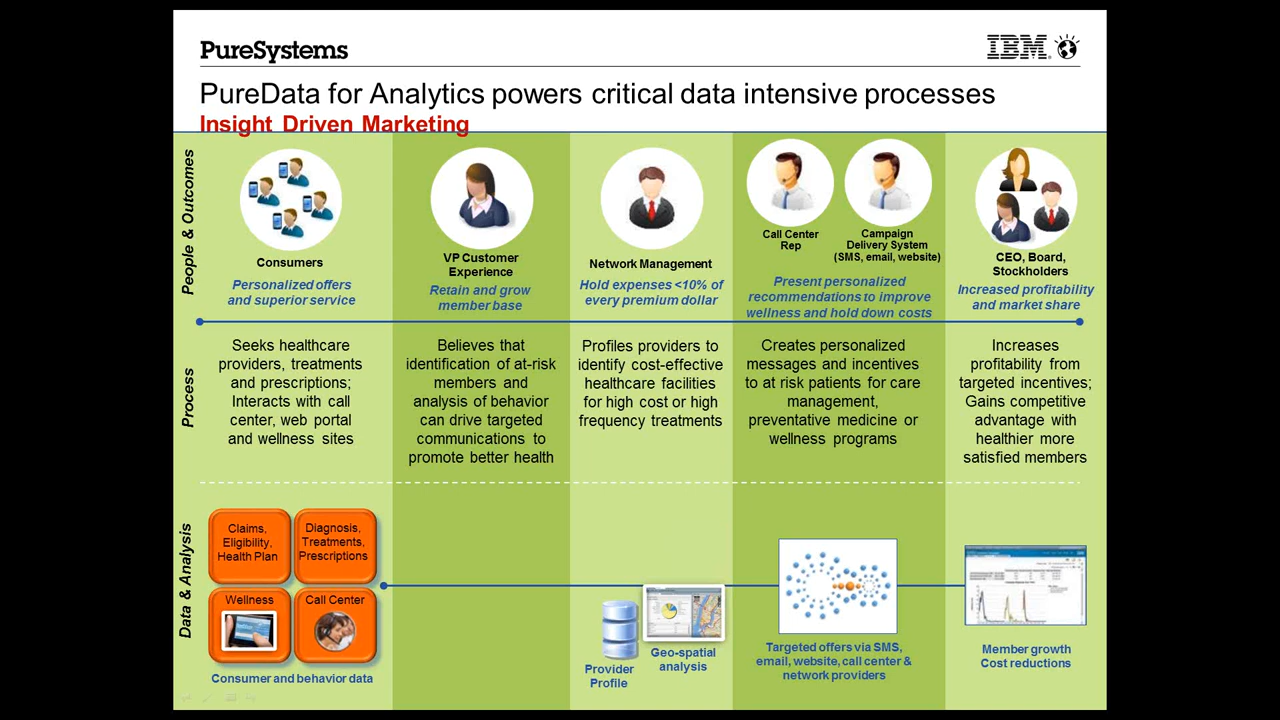 PureSystems
IBM
PureData for Analytics powers critical data intensive processes
Insight Driven Marketing
People & Outcomes
Consumers
Personalized offers
and superior service
VP Customer
Experience
Retain and grow
member base
Network Management
Hold expenses <10% of
every premium dollar
Call Center
Rep
Campaign
Delivery System
(SMS, email, website)
Present personalized
recommendations to improve
wellness and hold down costs
CEO, Board,
Stockholders
Increased profitability
and market share
Process
Seeks healthcare
providers, treatments
and prescriptions;
Interacts with call
center, web portal
and wellness sites
Believes that
identification of at-risk
members and
analysis of behavior
can drive targeted
communications to
promote better health
Profiles providers to
identify cost-effective
healthcare facilities
for high cost or high
frequency treatments
Creates personalized
messages and incentives
to at risk patients for care
management,
preventative medicine or
wellness programs
Increases
profitability from
targeted incentives;
Gains competitive
advantage with
healthier more
satisfied members
Data & Analysis
Claims,
Eligibility,
Health Plan
Diagnosis,
Treatments,
Prescriptions
Wellness
Call Center
Consumer and behavior data
Provider
Profile
Geo-spatial
analysis
Targeted offers via SMS,
email, website, call center &
network providers
Member growth
Cost reductions